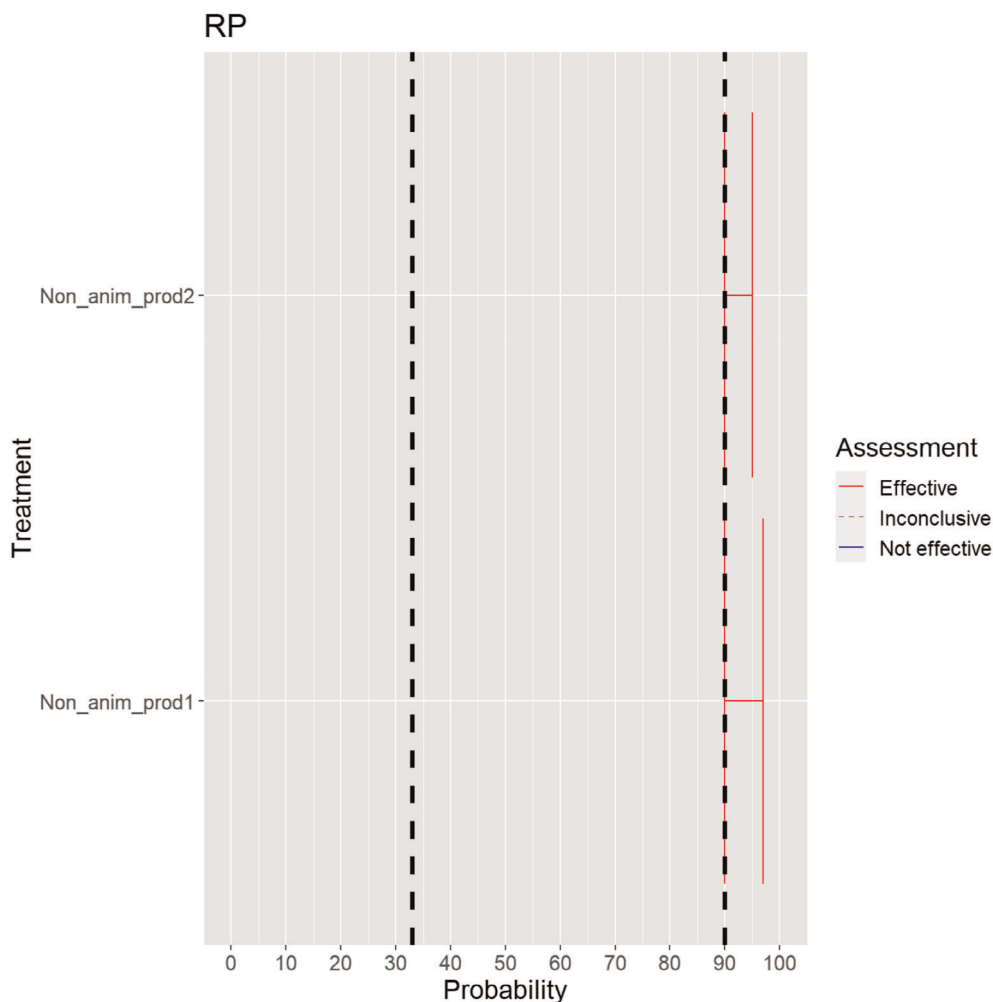 RP
Non_anim_prod2
Non_anim_prod1
Treatment
0 10 20 30 40 50 60 70 80 90 100
Probability
Assessment
Effective
Inconclusive
Not effective